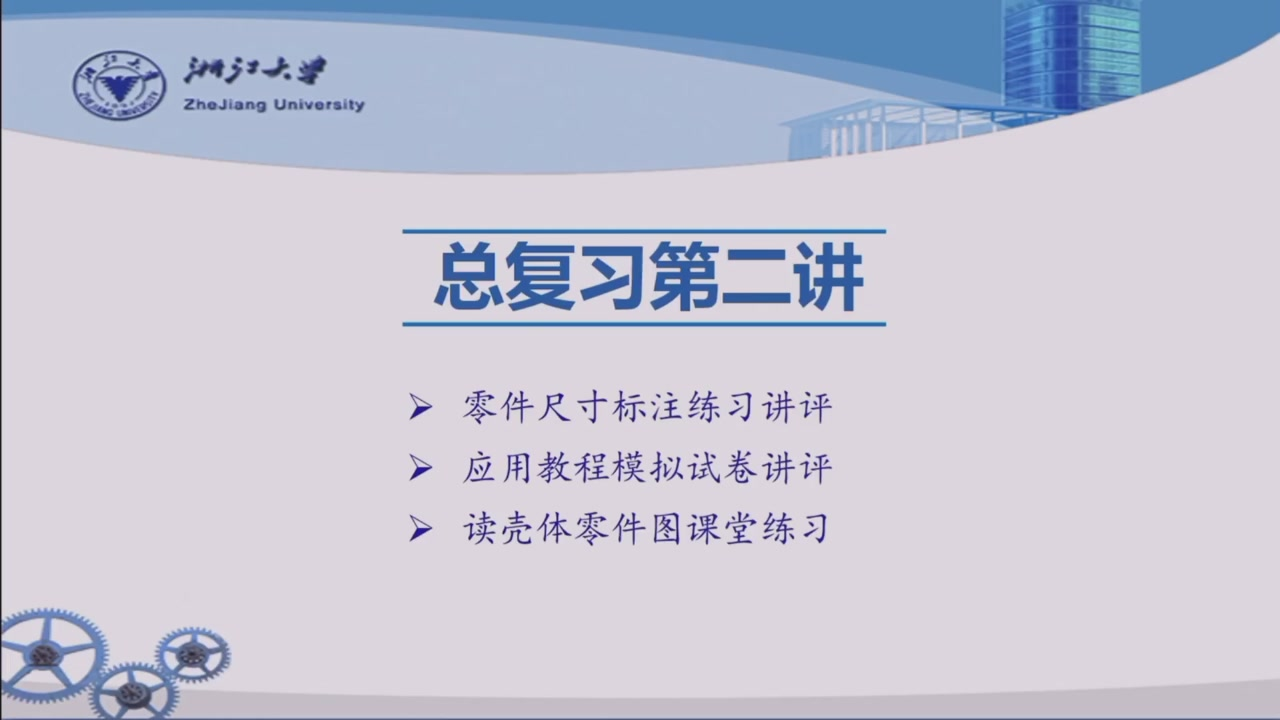 浙江大学
ZheJiang University
ZHEJIANG UNIVERSITY
总复习第二讲
零件尺寸标注练习讲评
应用教程模拟试卷讲评
读壳体零件图课堂练习